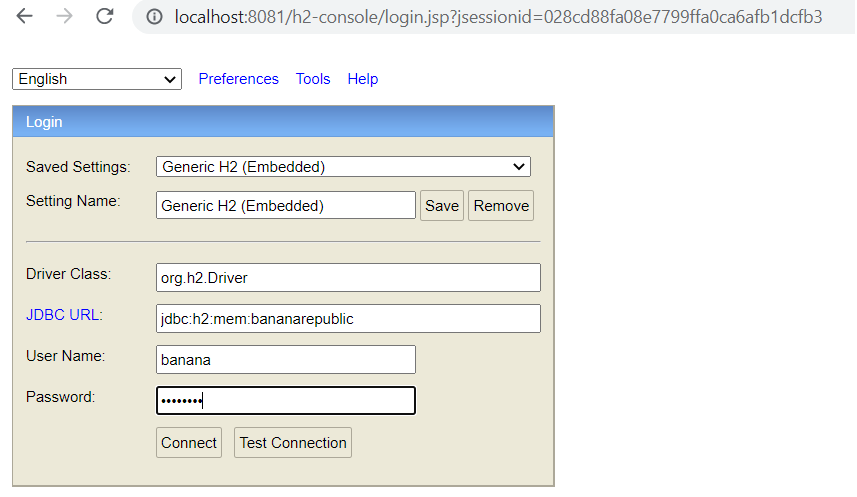 localhost:8081/h2-console/login.jsp?jsessionid=028cd88fa08e7799ffa0ca6afb1dcfb3
English Preferences Tools Help
Login
Saved Settings: Generic H2 (Embedded)
Setting Name: Generic H2 (Embedded) Save Remove
Driver Class: org.h2.Driver
JDBC URL: jdbc:h2:mem:bananarepublic
User Name: banana
Password: ••••••••
Connect Test Connection